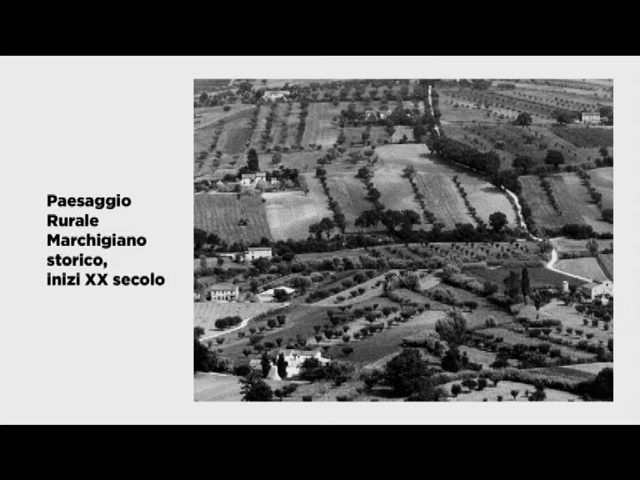 Paesaggio
Rurale
Marchigiano
storico,
inizi XX secolo